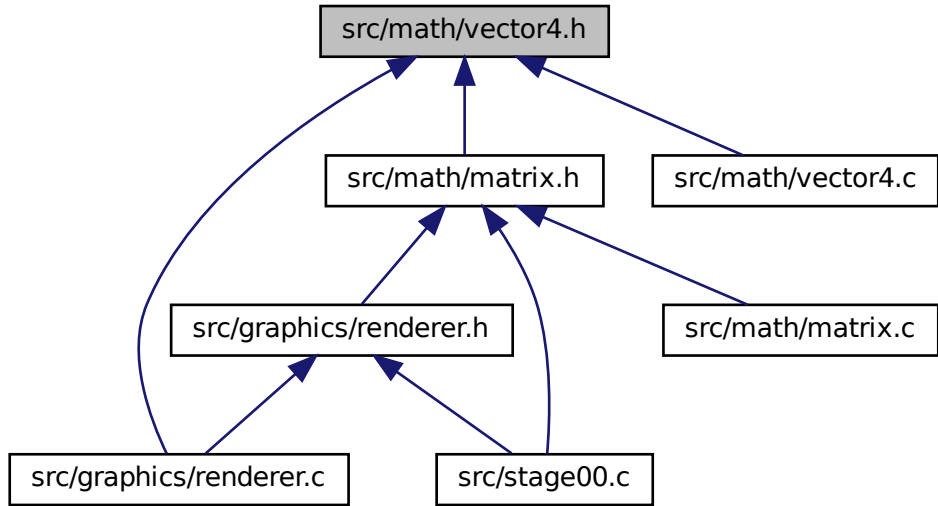 src/math/vector4.h
src/math/matrix.h
src/math/vector4.c
src/graphics/renderer.h
src/math/matrix.c
src/graphics/renderer.c
src/stage00.c